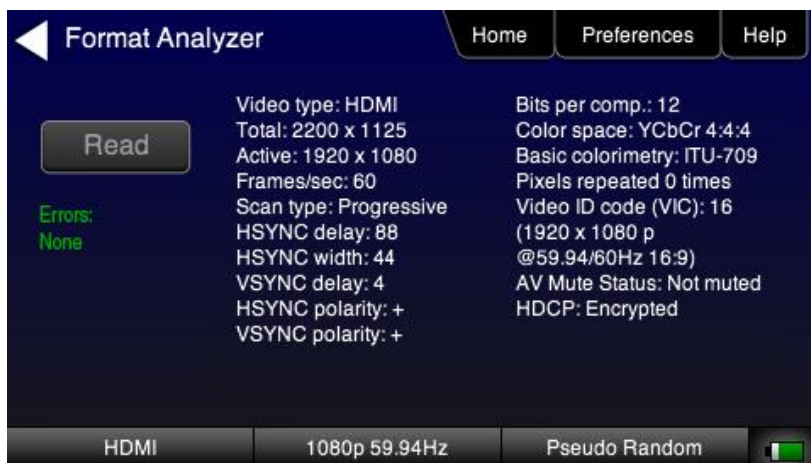 Format Analyzer
Home
Preferences
Help
Read
Errors:
None
Video type: HDMI
Total: 2200 x 1125
Active: 1920 x 1080
Frames/sec: 60
Scan type: Progressive
HSYNC delay: 88
HSYNC width: 44
VSYNC delay: 4
HSYNC polarity: +
VSYNC polarity: +
Bits per comp.: 12
Color space: YCbCr 4:4:4
Basic colorimetry: ITU-709
Pixels repeated 0 times
Video ID code (VIC): 16
(1920 x 1080 p
@59.94/60Hz 16:9)
AV Mute Status: Not muted
HDCP: Encrypted
HDMI
1080p 59.94Hz
Pseudo Random